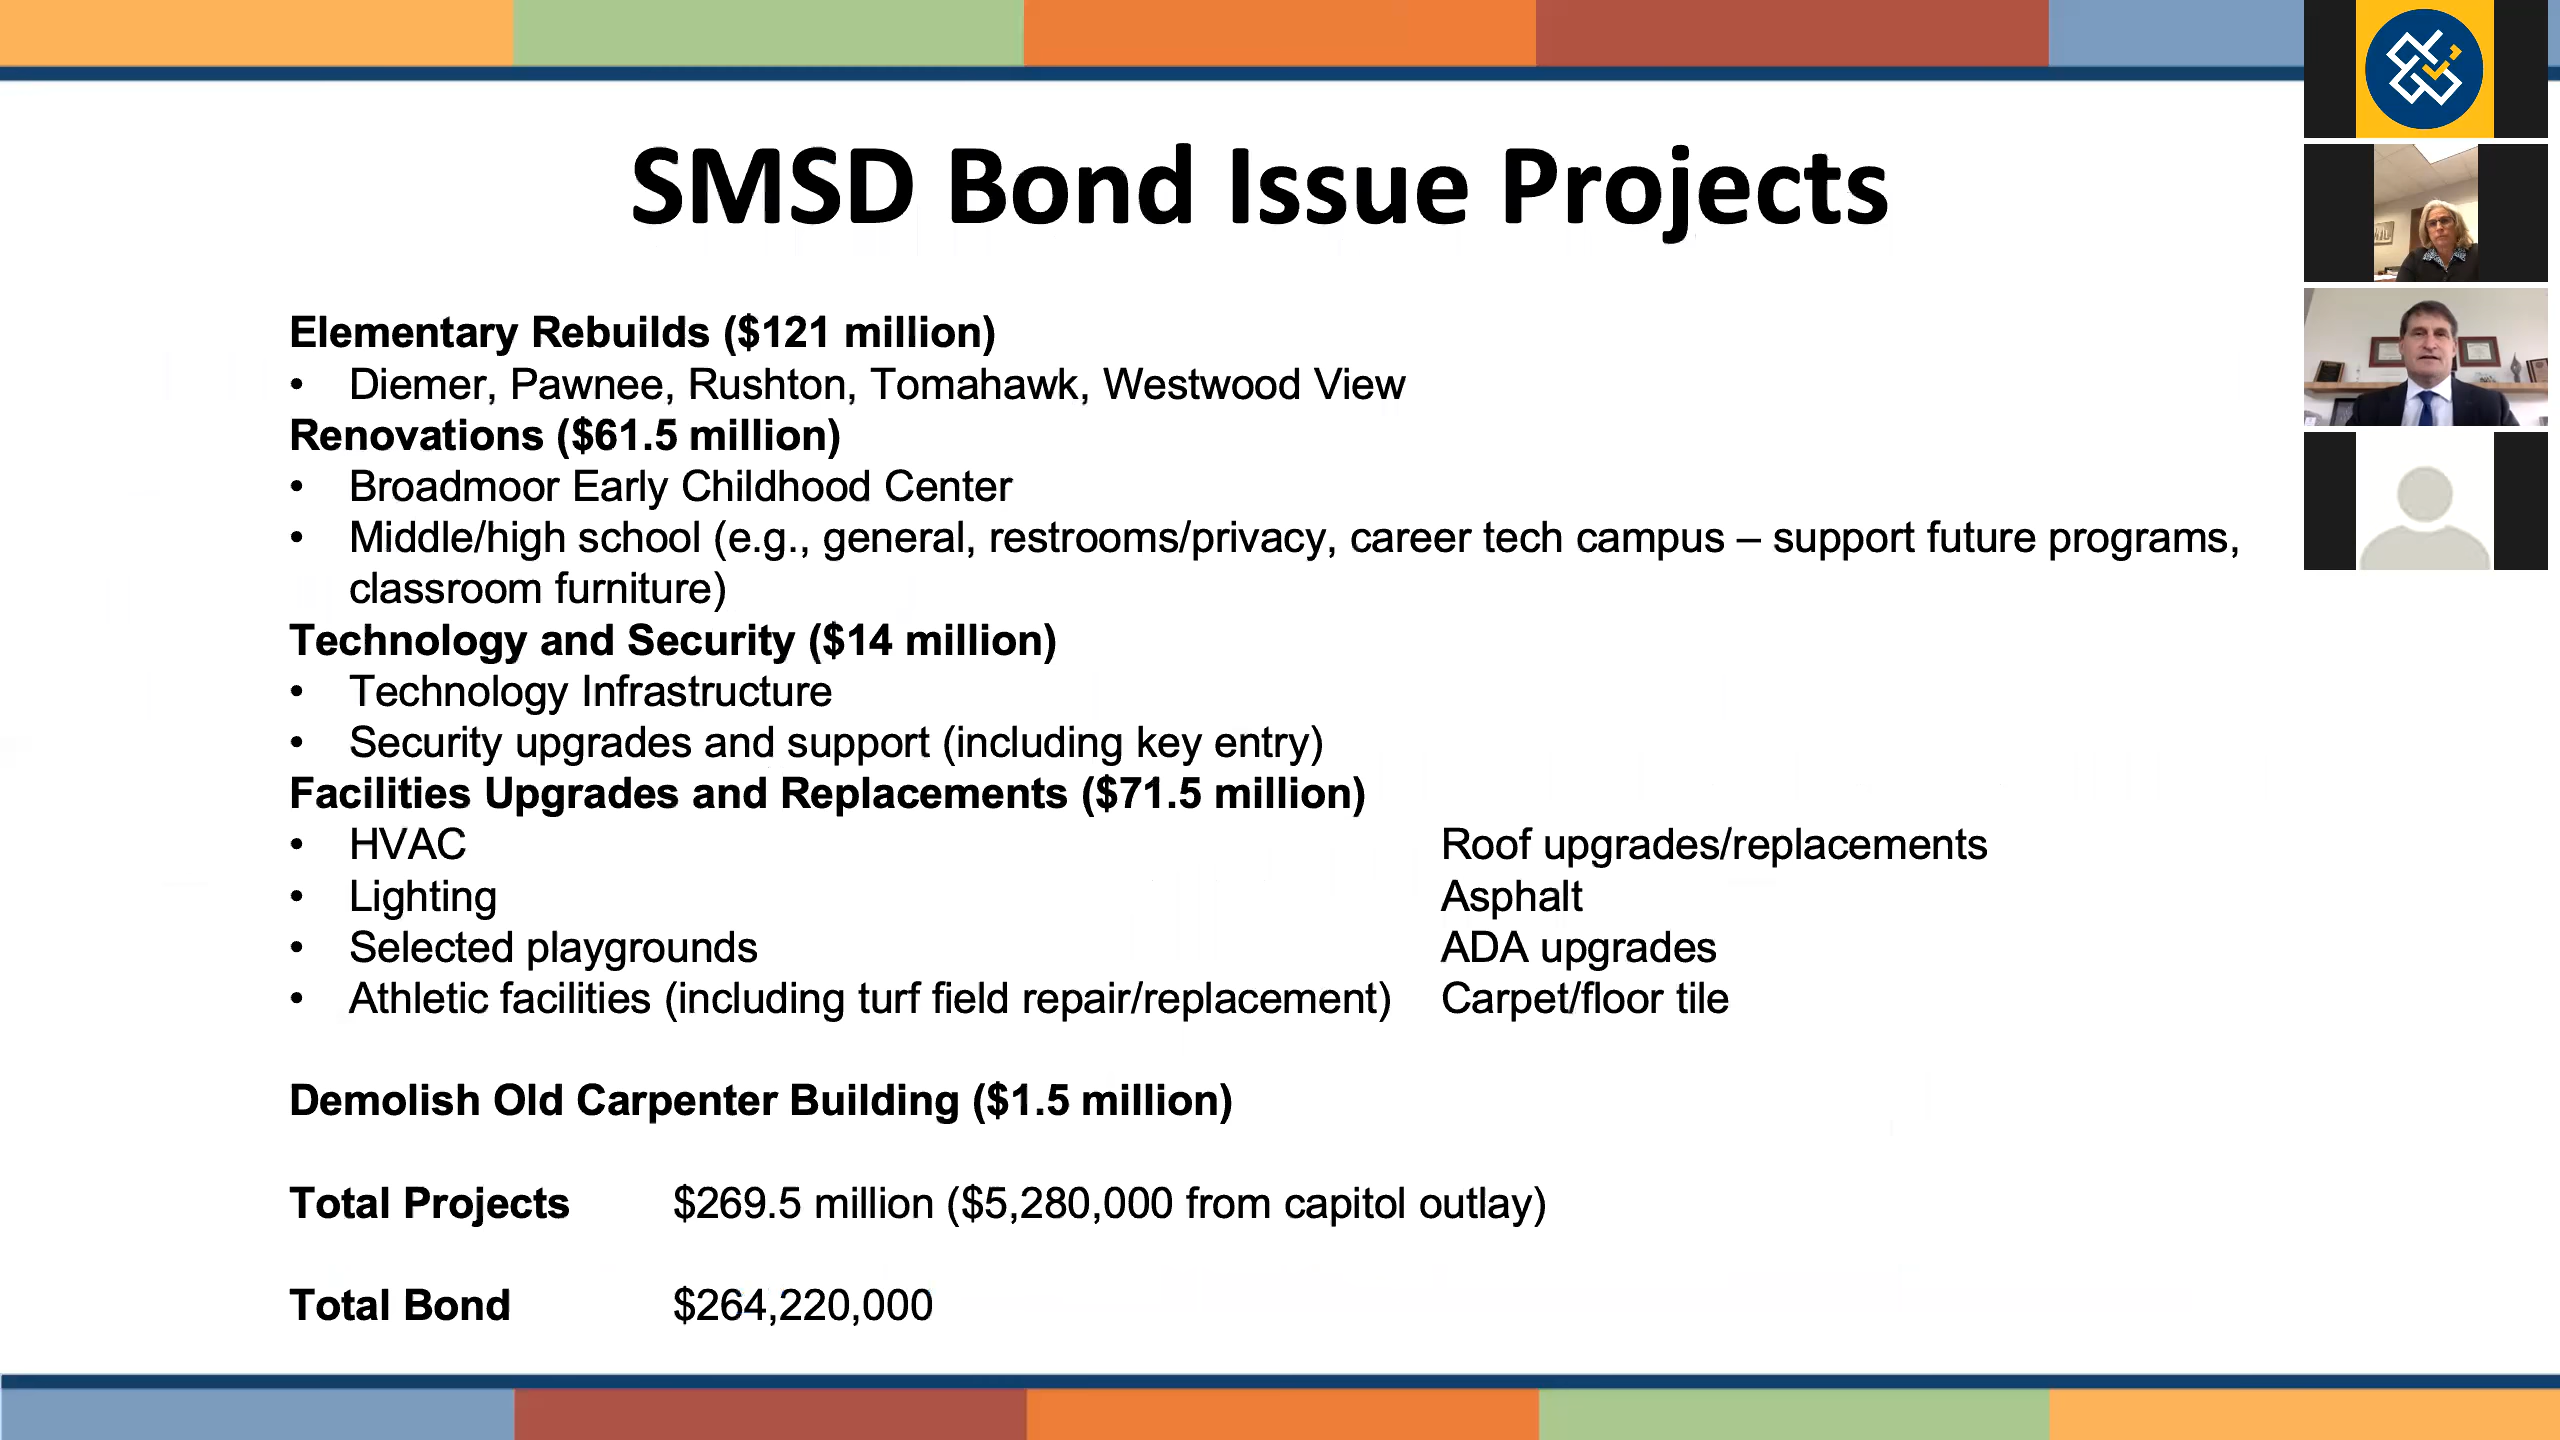 SMSD Bond Issue Projects
Elementary Rebuilds ($121 million)
• Diemer, Pawnee, Rushton, Tomahawk, Westwood View
Renovations ($61.5 million)
• Broadmoor Early Childhood Center
• Middle/high school (e.g., general, restrooms/privacy, career tech campus – support future programs,
classroom furniture)
Technology and Security ($14 million)
• Technology Infrastructure
• Security upgrades and support (including key entry)
Facilities Upgrades and Replacements ($71.5 million)
• HVAC Roof upgrades/replacements
• Lighting Asphalt
• Selected playgrounds ADA upgrades
• Athletic facilities (including turf field repair/replacement) Carpet/floor tile
Demolish Old Carpenter Building ($1.5 million)
Total Projects $269.5 million ($5,280,000 from capitol outlay)
Total Bond $264,220,000